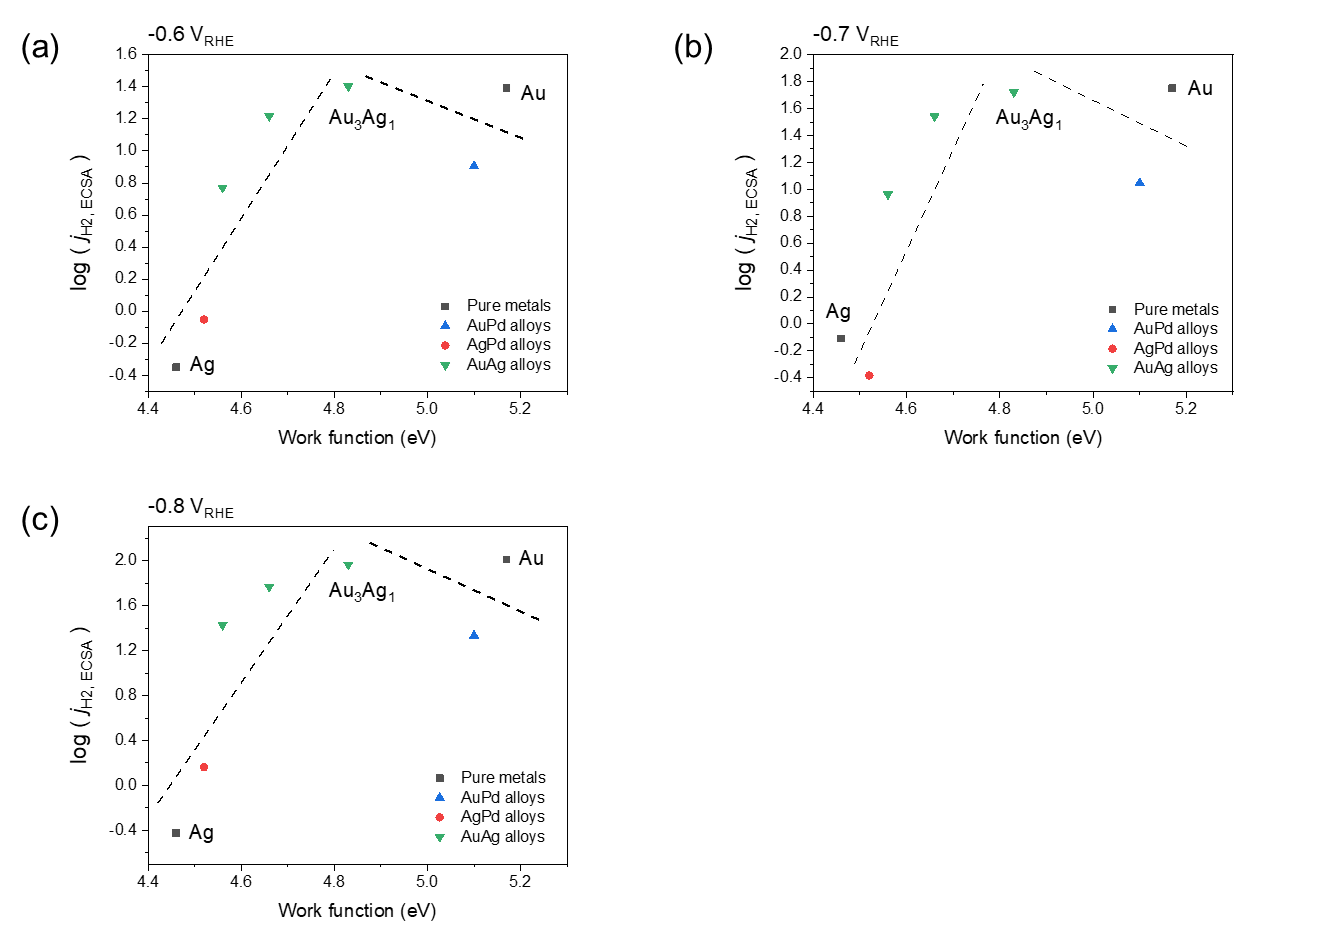 (a)
-0.6 VRHE
1.6
1.4
1.2
1.0
0.8
0.6
0.4
0.2
0.0
-0.2
-0.4
log ( jH2, ECSA )
Au
Au3Ag1
Ag
Pure metals
AuPd alloys
AgPd alloys
AuAg alloys
4.4 4.6 4.8 5.0 5.2
Work function (eV)
(b)
-0.7 VRHE
2.0
1.8
1.6
1.4
1.2
1.0
0.8
0.6
0.4
0.2
0.0
-0.2
-0.4
log ( jH2, ECSA )
Au
Au3Ag1
Ag
Pure metals
AuPd alloys
AgPd alloys
AuAg alloys
4.4 4.6 4.8 5.0 5.2
Work function (eV)
(c)
-0.8 VRHE
2.0
1.6
1.2
0.8
0.4
0.0
-0.4
log ( jH2, ECSA )
Au
Au3Ag1
Ag
Pure metals
AuPd alloys
AgPd alloys
AuAg alloys
4.4 4.6 4.8 5.0 5.2
Work function (eV)